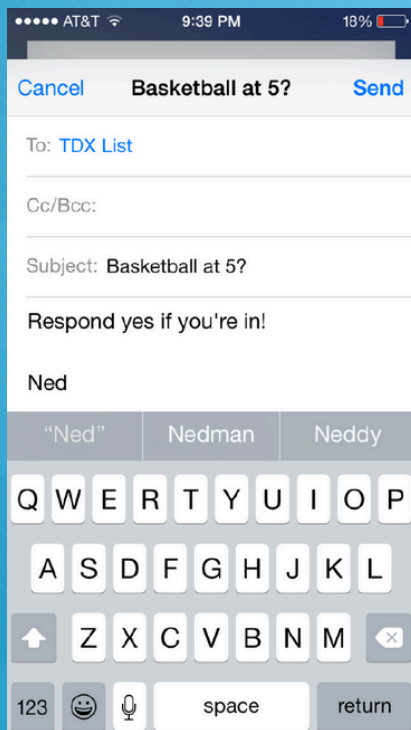 AT&T 9:39 PM 18%
Cancel Basketball at 5? Send
To: TDX List
Cc/Bcc:
Subject: Basketball at 5?
Respond yes if you're in!
Ned
“Ned” Nedman Neddy
Q W E R T Y U I O P
A S D F G H J K L
Z X C V B N M
123 space return